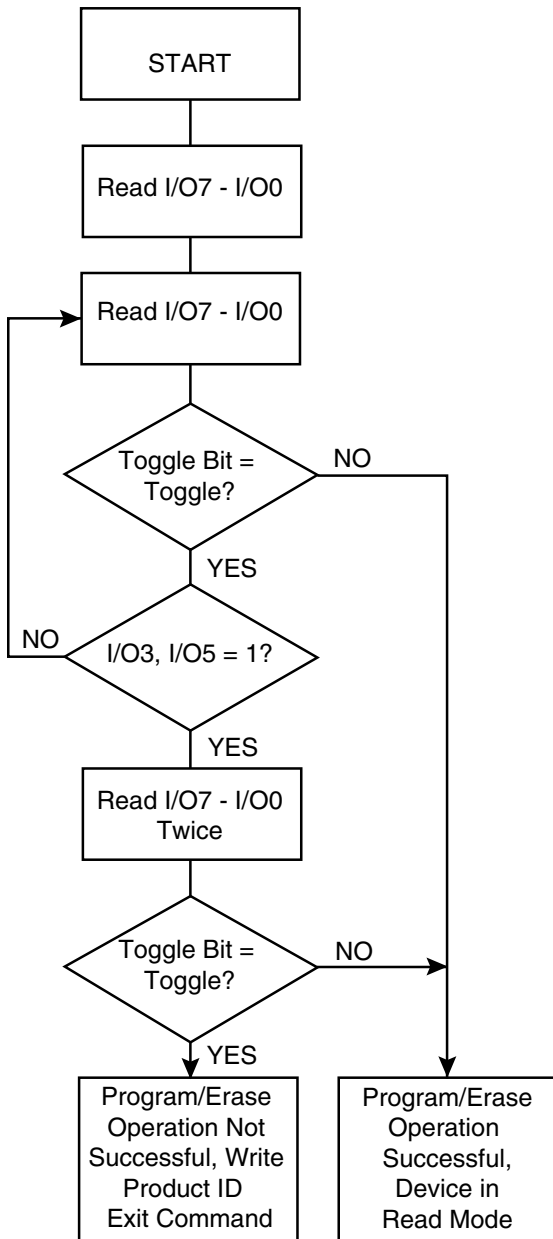 START
Read I/O7 - I/O0
Read I/O7 - I/O0
Toggle Bit =
Toggle?
NO
YES
I/O3, I/O5 = 1?
NO
YES
Read I/O7 - I/O0
Twice
Toggle Bit =
Toggle?
NO
YES
Program/Erase
Operation Not
Successful, Write
Product ID
Exit Command
Program/Erase
Operation
Successful,
Device in
Read Mode